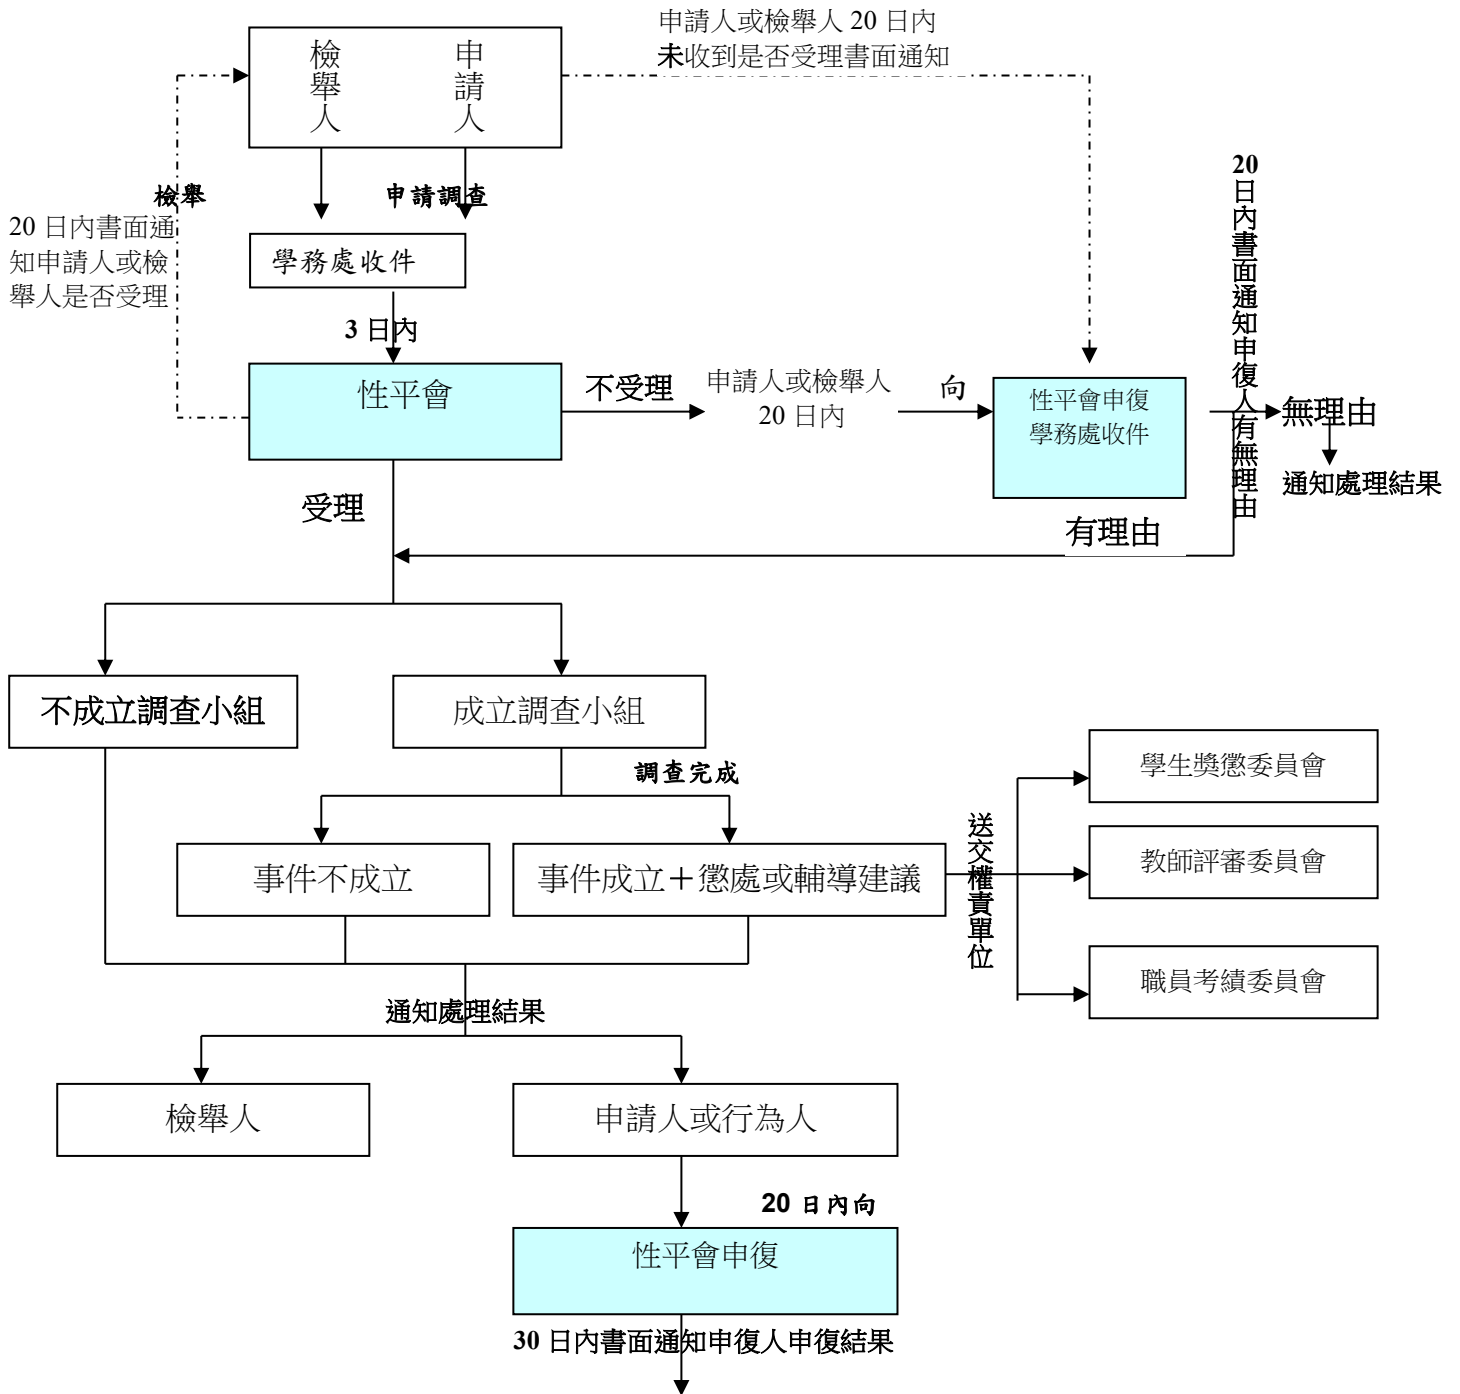 申請人或檢舉人 20 日內
未收到是否受理書面通知
檢舉人
申請人
檢舉
申請調查
20 日內書面通
知申請人或檢
舉人是否受理
學務處收件
3 日內
性平會
不受理
申請人或檢舉人
20 日內
向
性平會申復
學務處收件
20日內書面通知申復人有無理由
無理由
通知處理結果
受理
有理由
不成立調查小組
成立調查小組
調查完成
事件不成立
事件成立＋懲處或輔導建議
送交權責單位
學生獎懲委員會
教師評審委員會
職員考績委員會
通知處理結果
檢舉人
申請人或行為人
20 日內向
性平會申復
30 日內書面通知申復人申復結果